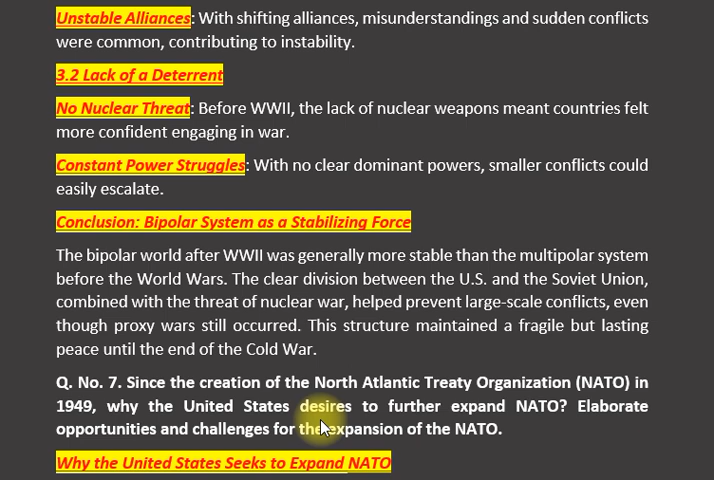 Unstable Alliances: With shifting alliances, misunderstandings and sudden conflicts
were common, contributing to instability.
3.2 Lack of a Deterrent
No Nuclear Threat: Before WWII, the lack of nuclear weapons meant countries felt
more confident engaging in war.
Constant Power Struggles: With no clear dominant powers, smaller conflicts could
easily escalate.
Conclusion: Bipolar System as a Stabilizing Force
The bipolar world after WWII was generally more stable than the multipolar system
before the World Wars. The clear division between the U.S. and the Soviet Union,
combined with the threat of nuclear war, helped prevent large-scale conflicts, even
though proxy wars still occurred. This structure maintained a fragile but lasting
peace until the end of the Cold War.
Q. No. 7. Since the creation of the North Atlantic Treaty Organization (NATO) in
1949, why the United States desires to further expand NATO? Elaborate
opportunities and challenges for the expansion of the NATO.
Why the United States Seeks to Expand NATO